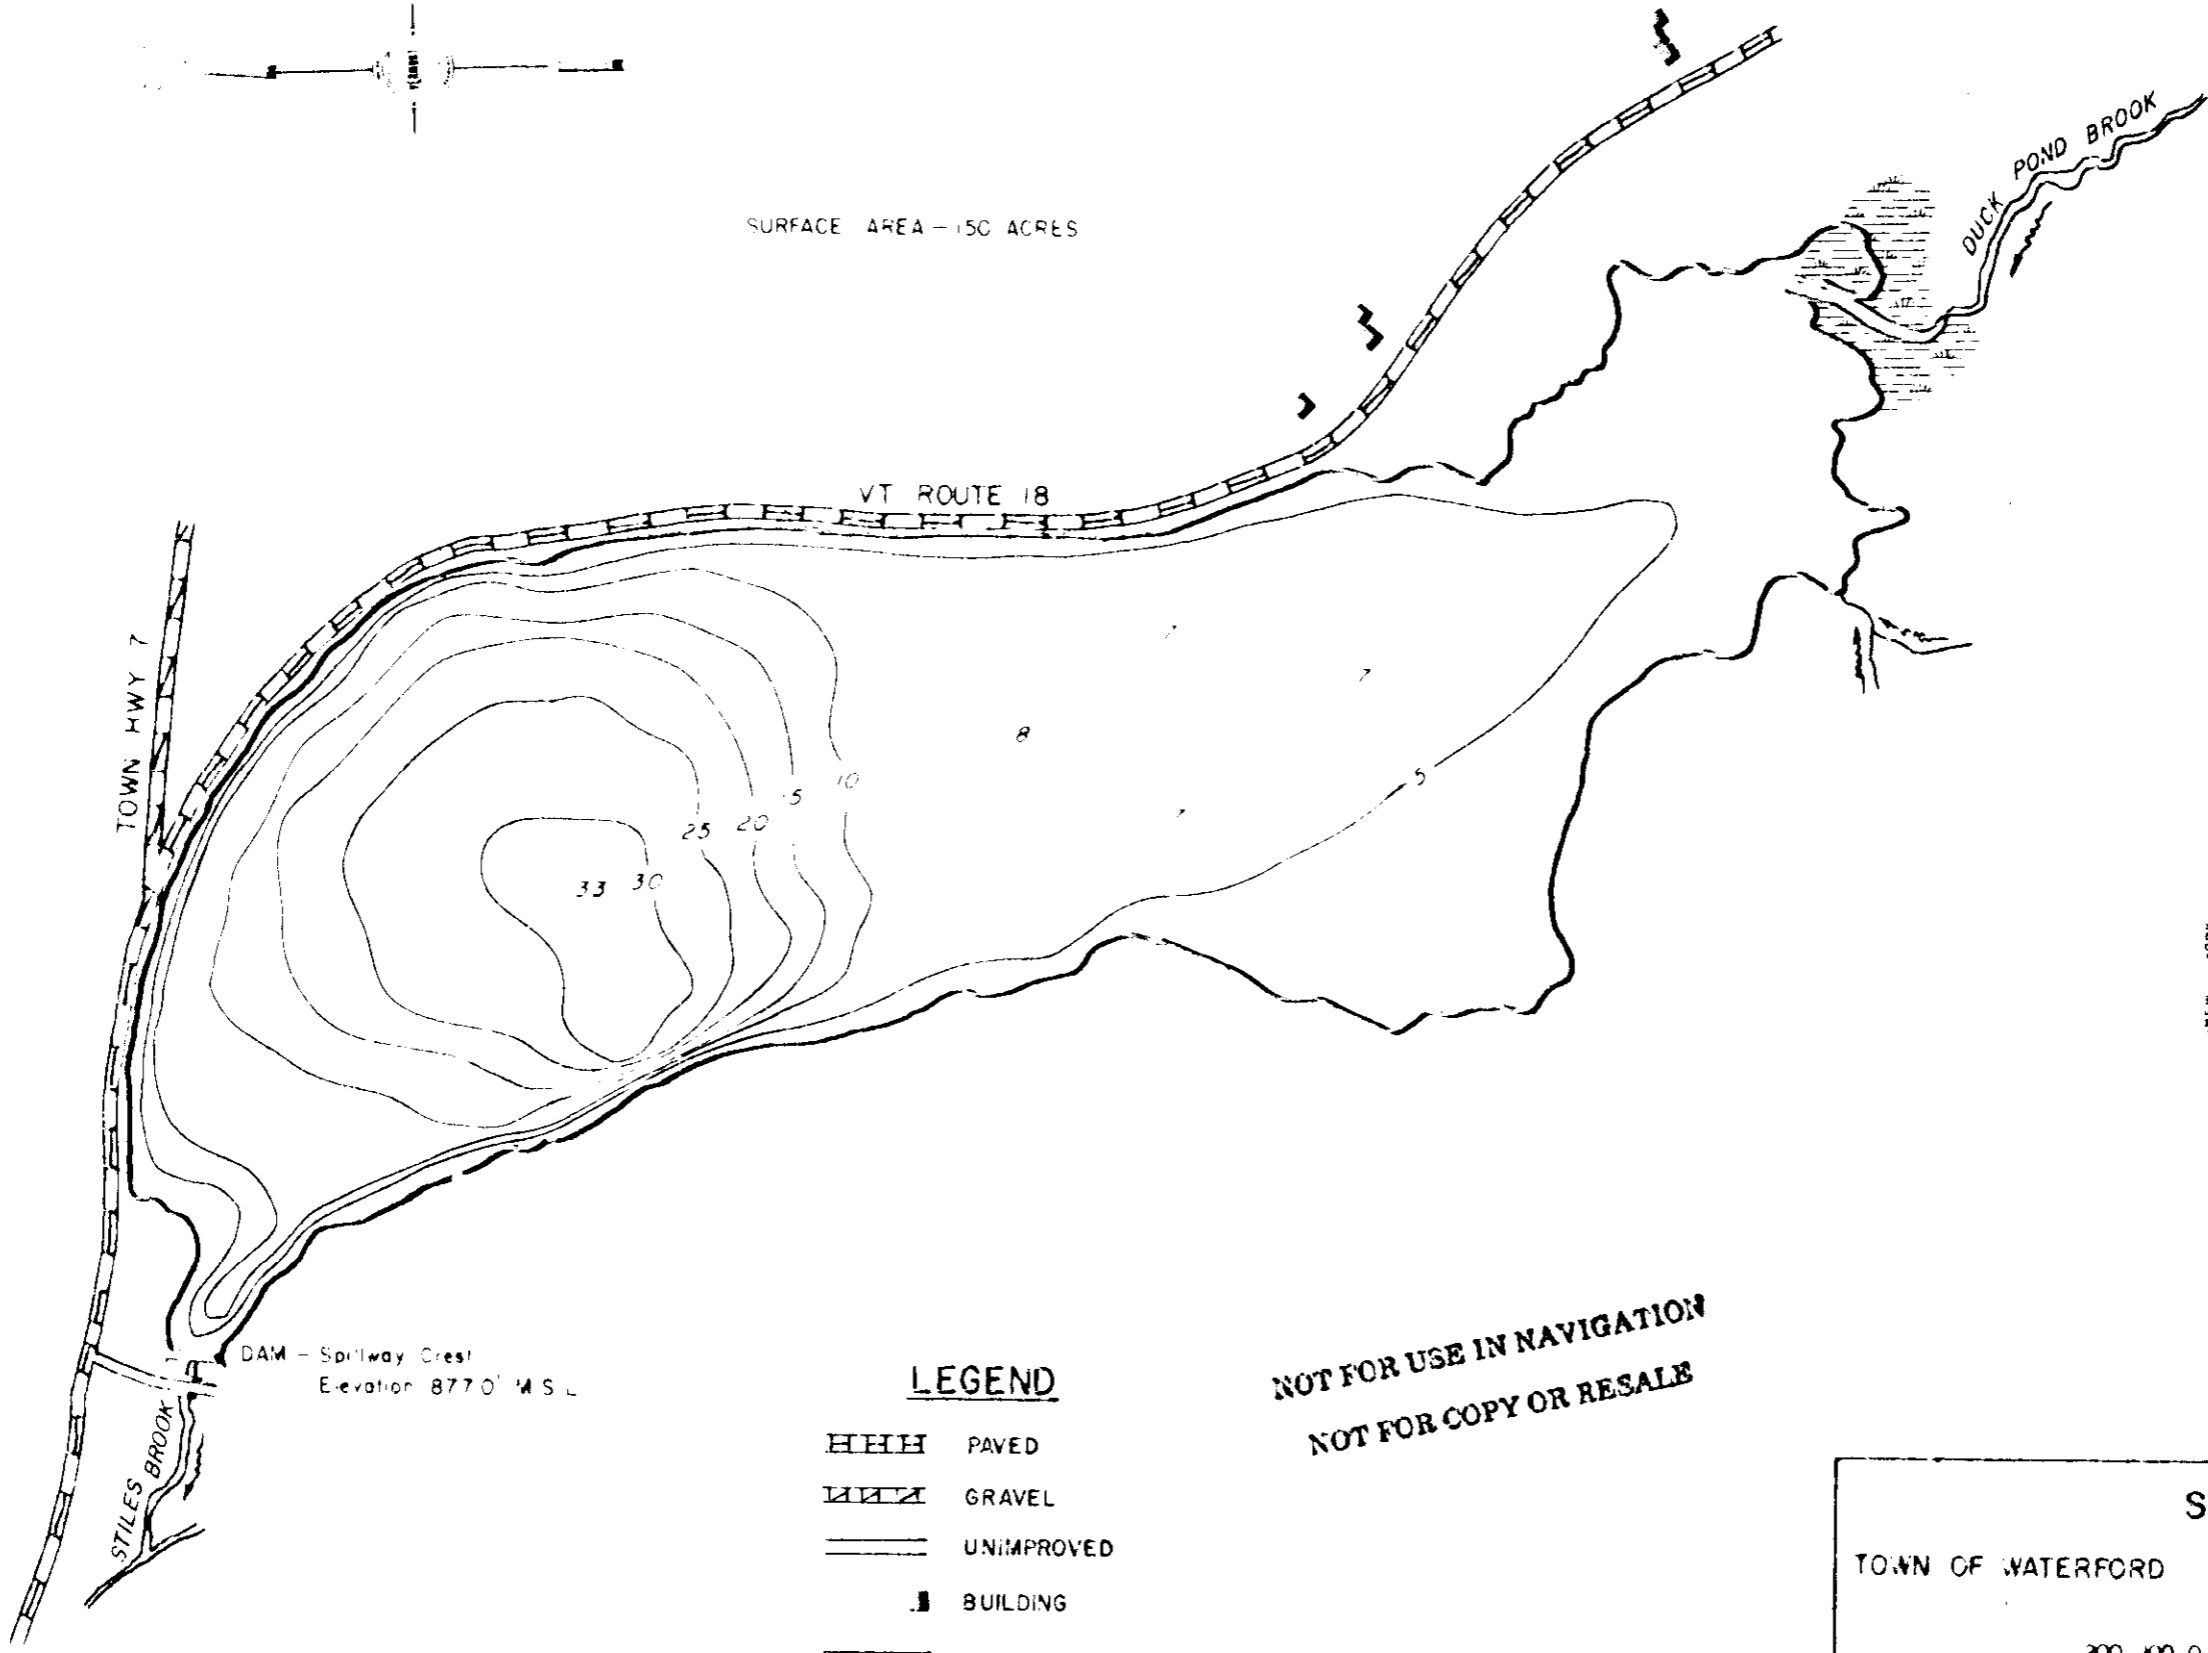 VERMONT
SURFACE AREA - 150 ACRES
DUCK POND BROOK
VT ROUTE 18
TOWN HWY 7
7
7
8
7
5
10
5
20
25
30
33
DAM - Spillway Crest
Elevation 877.0' M S L
STILES BROOK
LEGEND
PAVED
GRAVEL
UNIMPROVED
BUILDING
NOT FOR USE IN NAVIGATION
NOT FOR COPY OR RESALE
S
TOWN OF WATERFORD